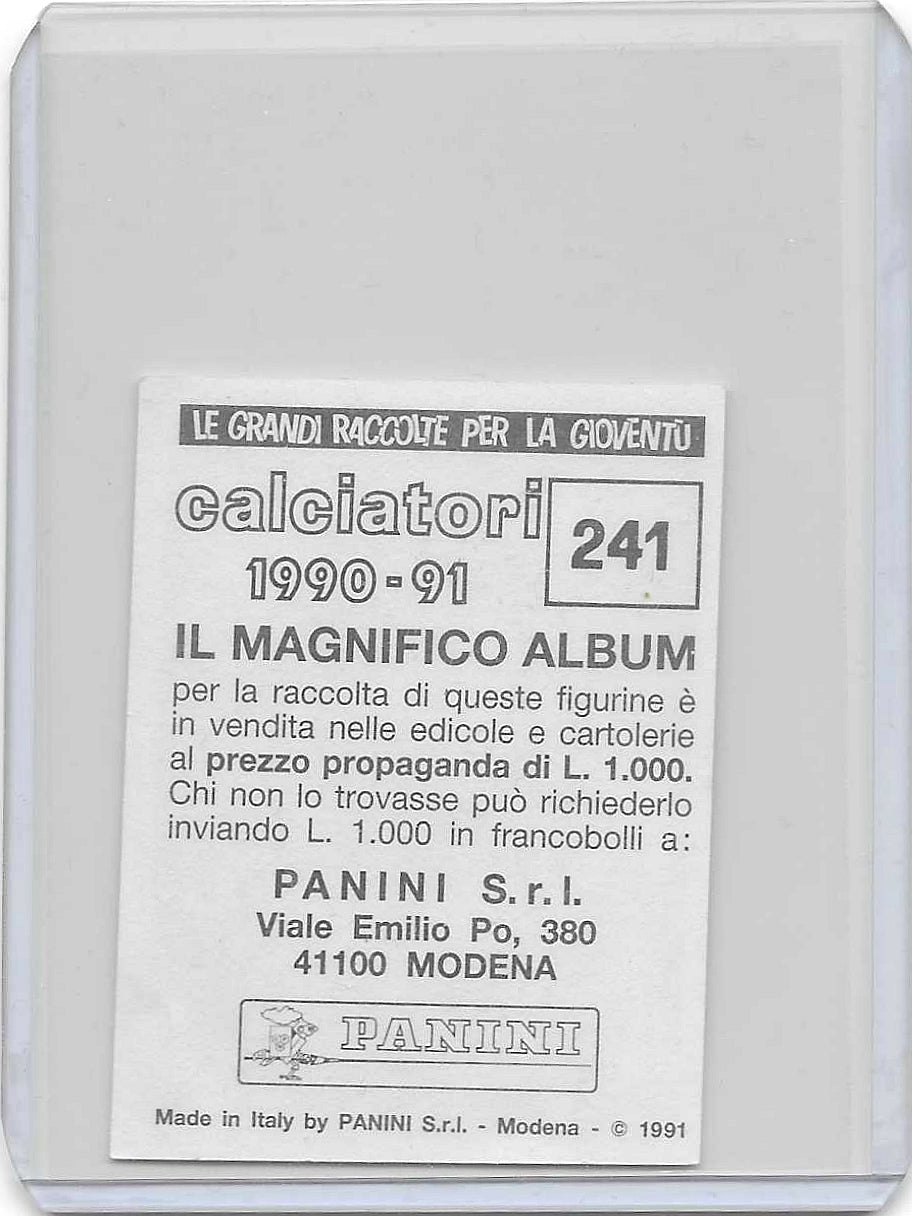 LE GRANDI RACCOLTE PER LA GIOVENTÙ
calciatori
241
1990-91
IL MAGNIFICO ALBUM
per la raccolta di queste figurine è
in vendita nelle edicole e cartolerie
al prezzo propaganda di L. 1.000.
Chi non lo trovasse può richiederlo
inviando L. 1.000 in francobolli a:
PANINI S.r.l.
Viale Emilio Po, 380
41100 MODENA
PANINI
Made in Italy by PANINI S.r.l. - Modena - © 1991